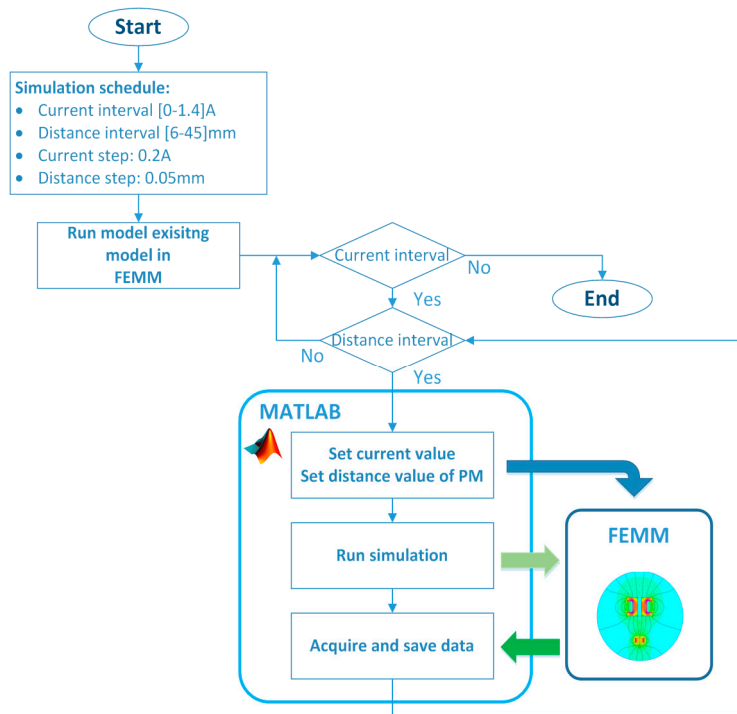 Start
Simulation schedule:
• Current interval [0-1.4]A
• Distance interval [6-45]mm
• Current step: 0.2A
• Distance step: 0.05mm
Run model exisitng
model in
FEMM
Current interval
No
Yes
End
Distance interval
No
Yes
MATLAB
Set current value
Set distance value of PM
FEMM
Run simulation
Acquire and save data